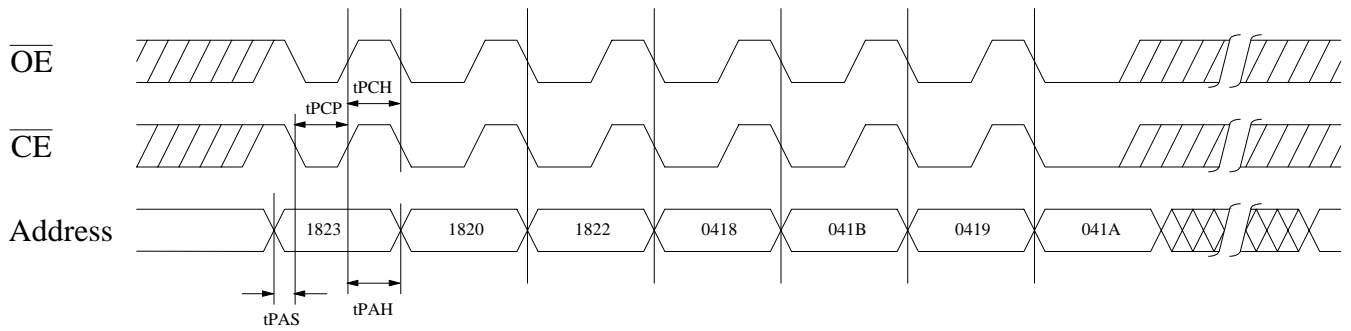 OE
tPCH
tPCP
CE
Address
1823
1820
1822
0418
041B
0419
041A
tPAS
tPAH